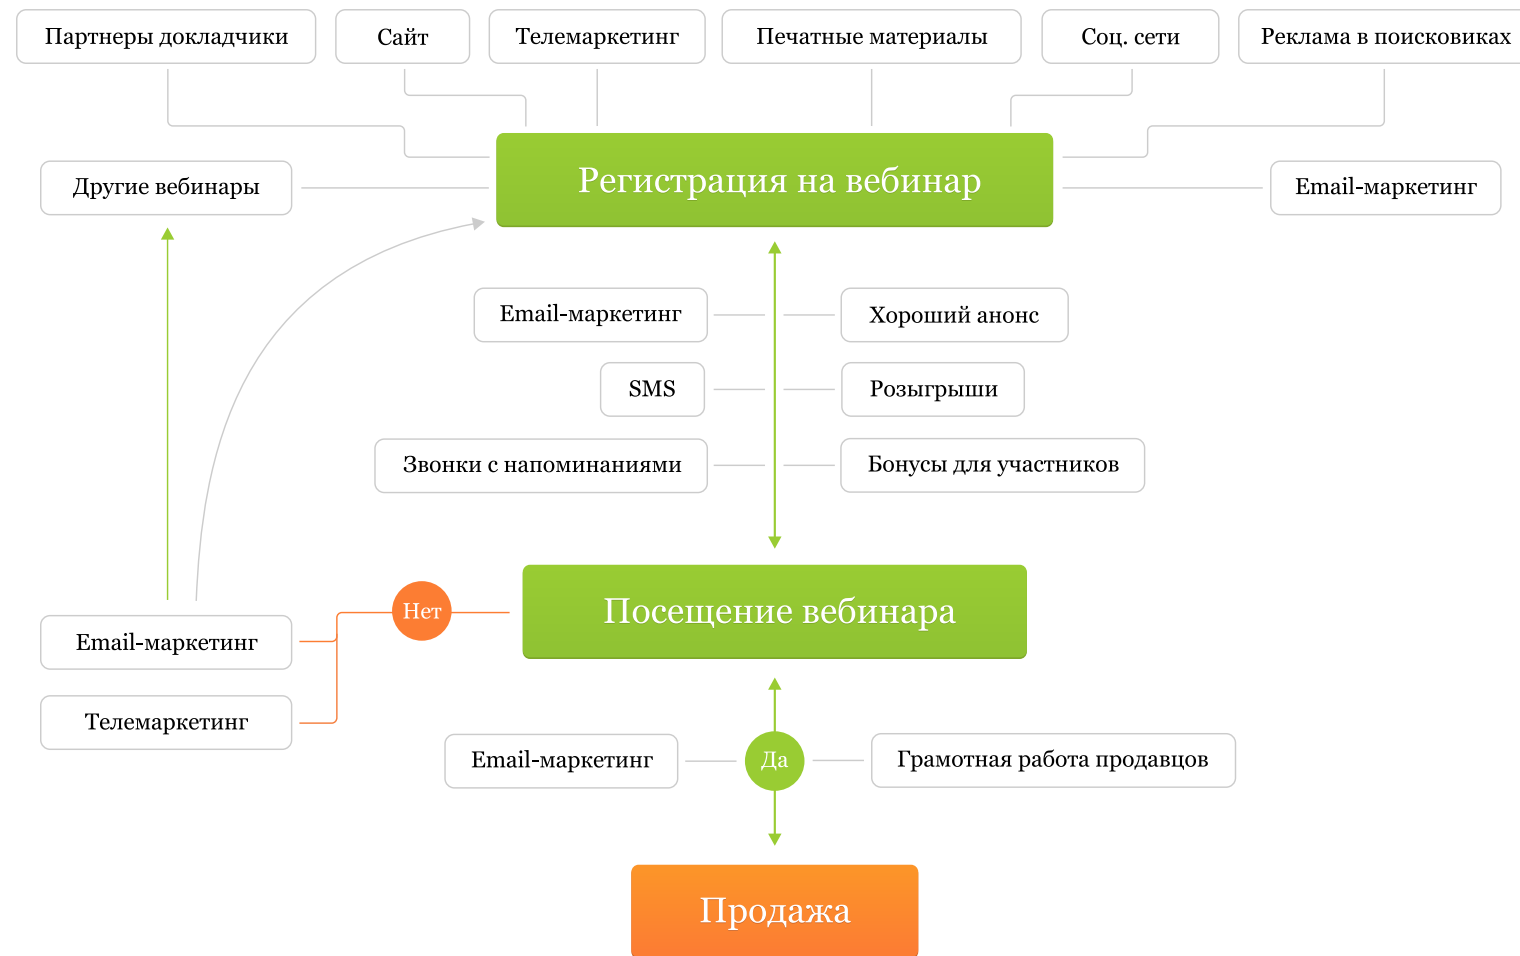 Партнеры докладчики
Сайт
Телемаркетинг
Печатные материалы
Соц. сети
Реклама в поисковиках
Регистрация на вебинар
Другие вебинары
Email-маркетинг
Email-маркетинг
Хороший анонс
SMS
Розыгрыши
Звонки с напоминаниями
Бонусы для участников
Посещение вебинара
Нет
Email-маркетинг
Телемаркетинг
Email-маркетинг
Да
Грамотная работа продавцов
Продажа